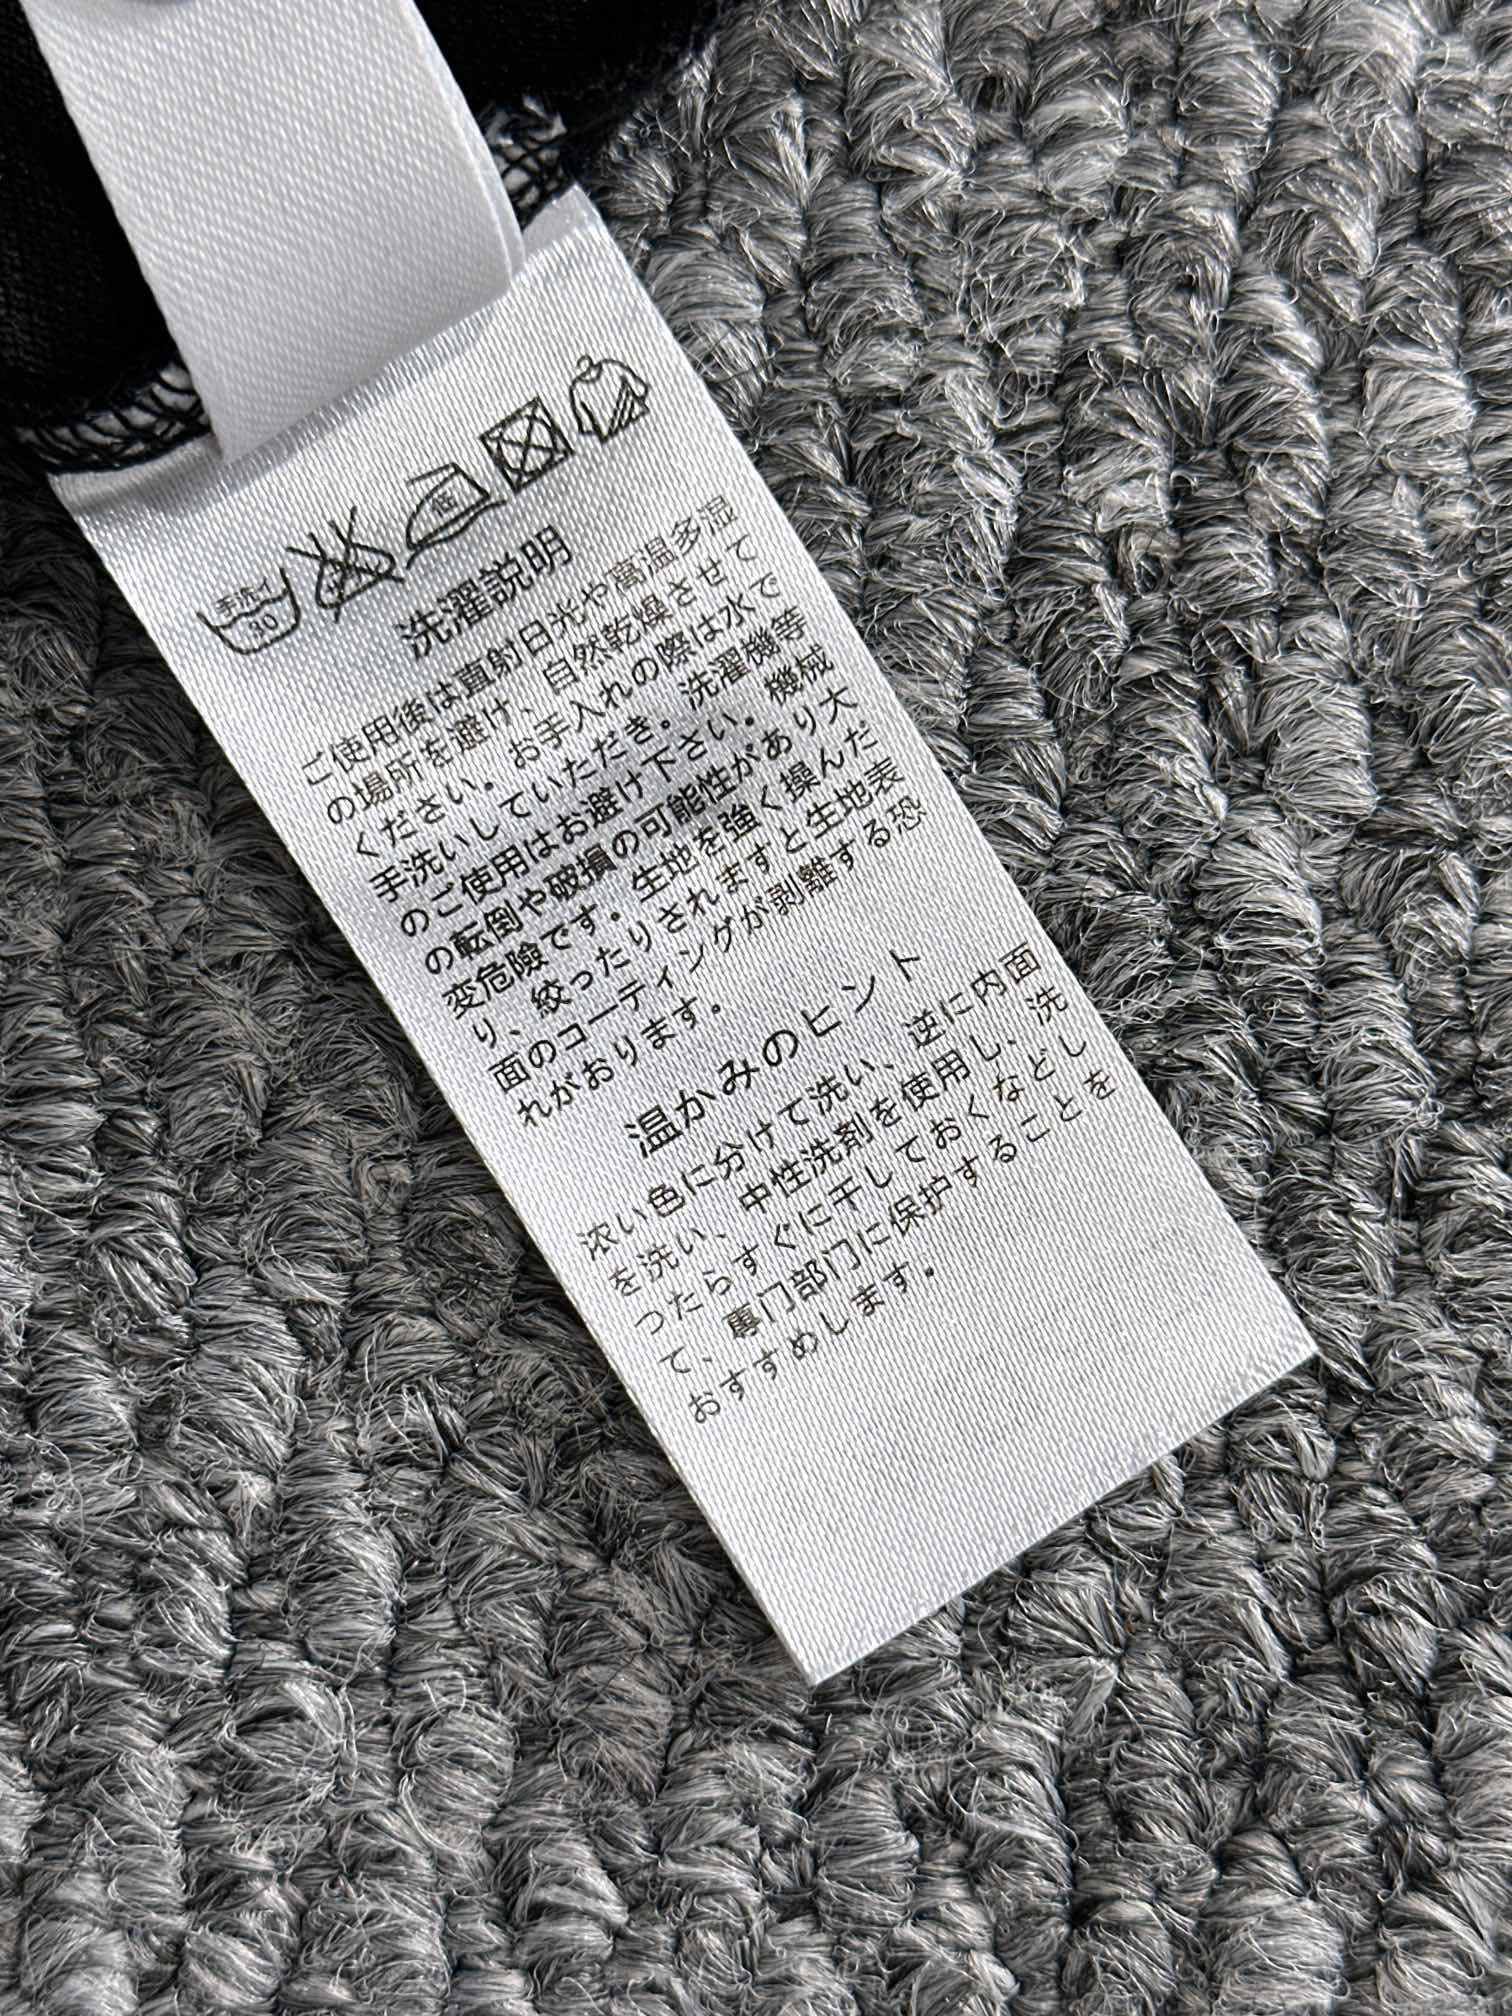 手洗イ
30
低
洗濯説明
ご使用後は直射日光や高温多湿
の場所を避け、自然乾燥させて
ください。お手入れの際は水で
手洗いしていただき。洗濯機等
のご使用はお避け下さい。機械
の転倒や破損の可能性があり大
変危險です。生地を強く操んだ
り、絞ったりされますと生地表
面のコーティングが剥離する恐
れがおります。
温かみのヒント
浓い色に分けて洗い、逆に内面
を洗い、中性洗剤を使用し、洗
つたらすぐに干しておくなどし
て、専门部门に保护することを
おすすめします。